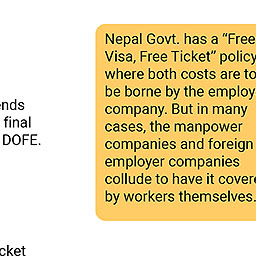 Nepal Govt. has a “Free
Visa, Free Ticket” policy
where both costs are to
be borne by the employ
company. But in many
cases, the manpower
companies and foreign
employer companies
collude to have it covere
by workers themselves.
ends
final
DOFE.
cket